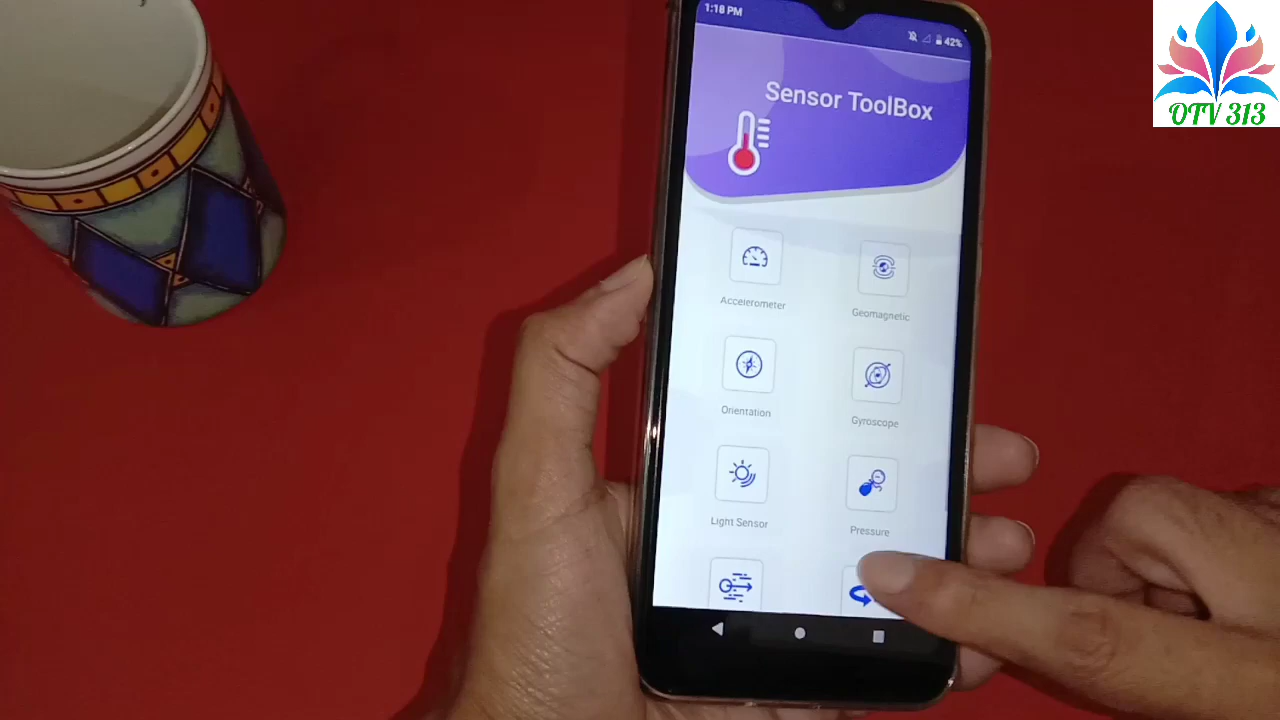 1:18 PM
42%
OTV 313
Sensor ToolBox
Accelerometer
Geomagnetic
Orientation
Gyroscope
Light Sensor
Pressure